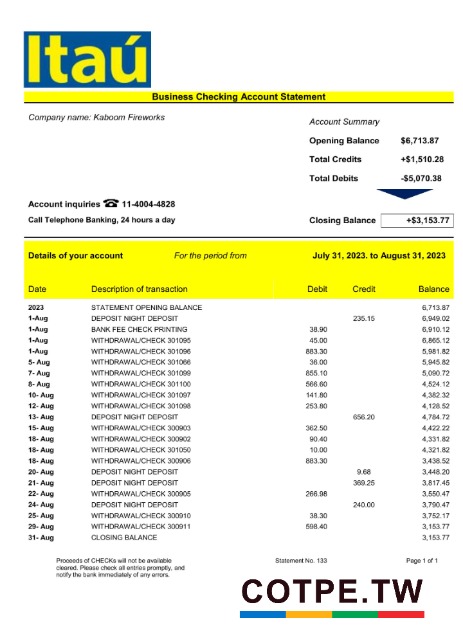 Itaú
Business Checking Account Statement
Company name: Kaboom Fireworks
Account Summary
Opening Balance $6,713.87
Total Credits +$1,510.28
Total Debits -$5,070.38
Account inquiries ☎ 11-4004-4828
Call Telephone Banking, 24 hours a day
Closing Balance +$3,153.77
Details of your account For the period from July 31, 2023. to August 31, 2023
Date Description of transaction Debit Credit Balance
2023 STATEMENT OPENING BALANCE 6,713.87
1-Aug DEPOSIT NIGHT DEPOSIT 235.15 6,949.02
1-Aug BANK FEE CHECK PRINTING 38.90 6,910.12
1-Aug WITHDRAWAL/CHECK 301095 45.00 6,865.12
1-Aug WITHDRAWAL/CHECK 301096 883.30 5,981.82
5- Aug WITHDRAWAL/CHECK 301066 36.00 5,945.82
7- Aug WITHDRAWAL/CHECK 301099 855.10 5,090.72
8- Aug WITHDRAWAL/CHECK 301100 566.60 4,524.12
10- Aug WITHDRAWAL/CHECK 301097 141.80 4,382.32
12- Aug WITHDRAWAL/CHECK 301098 253.80 4,128.52
13- Aug DEPOSIT NIGHT DEPOSIT 656.20 4,784.72
15- Aug WITHDRAWAL/CHECK 300903 362.50 4,422.22
18- Aug WITHDRAWAL/CHECK 300902 90.40 4,331.82
18- Aug WITHDRAWAL/CHECK 301050 10.00 4,321.82
18- Aug WITHDRAWAL/CHECK 300906 883.30 3,438.52
20- Aug DEPOSIT NIGHT DEPOSIT 9.68 3,448.20
21- Aug DEPOSIT NIGHT DEPOSIT 369.25 3,817.45
22- Aug WITHDRAWAL/CHECK 300905 266.98 3,550.47
24- Aug DEPOSIT NIGHT DEPOSIT 240.00 3,790.47
25- Aug WITHDRAWAL/CHECK 300910 38.30 3,752.17
29- Aug WITHDRAWAL/CHECK 300911 598.40 3,153.77
31- Aug CLOSING BALANCE 3,153.77
Proceeds of CHECKs will not be available
cleared. Please check all entries promptly, and
notify the bank immediately of any errors.
Statement No. 133
Page 1 of 1
COTPE.TW